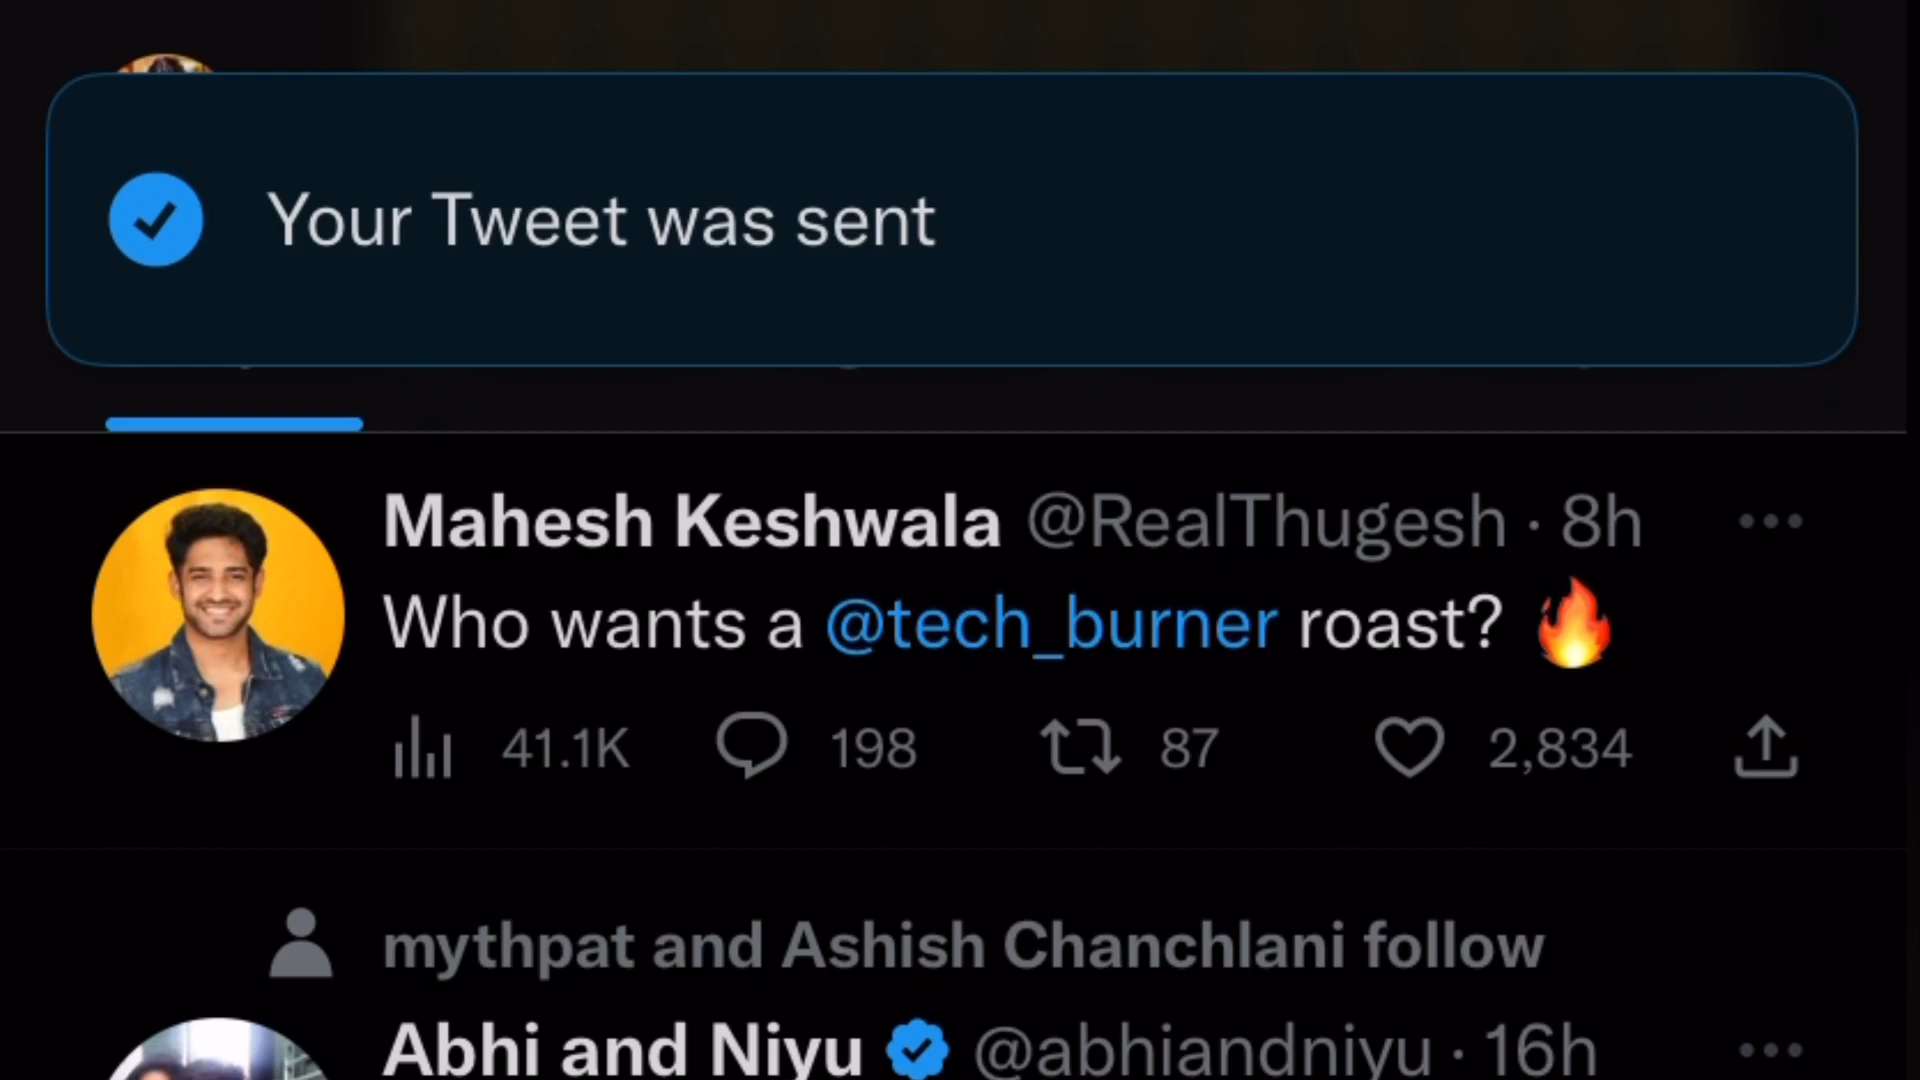 Your Tweet was sent
Mahesh Keshwala @RealThugesh · 8h
Who wants a @tech_burner roast? 🔥
41.1K 198 87 2,834
mythpat and Ashish Chanchlani follow
Abhi and Niyu @abhiandniyu · 16h